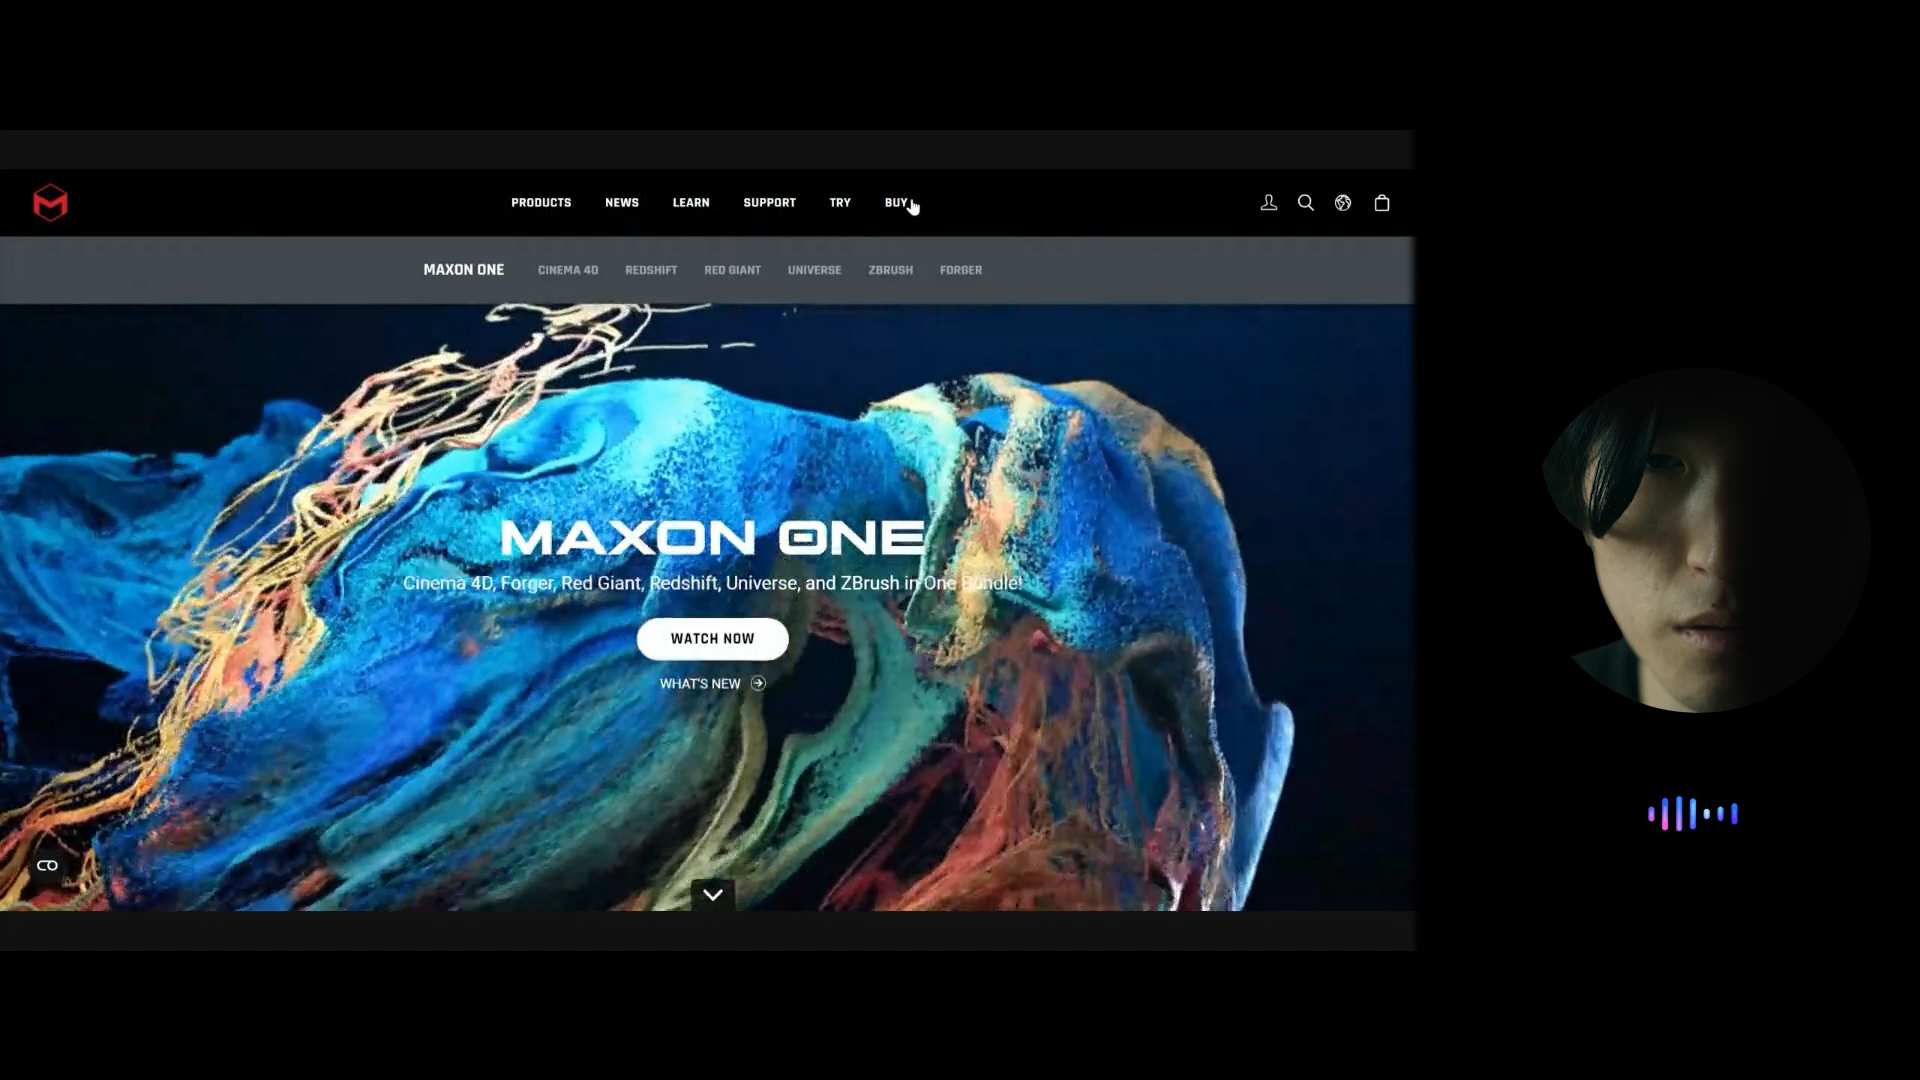 PRODUCTS NEWS LEARN SUPPORT TRY BUY
MAXON ONE CINEMA 4D REDSHIFT RED GIANT UNIVERSE ZBRUSH FORGER
MAXON ONE
Cinema 4D, Forger, Red Giant, Redshift, Universe, and ZBrush in One Bundle!
WATCH NOW
WHAT'S NEW